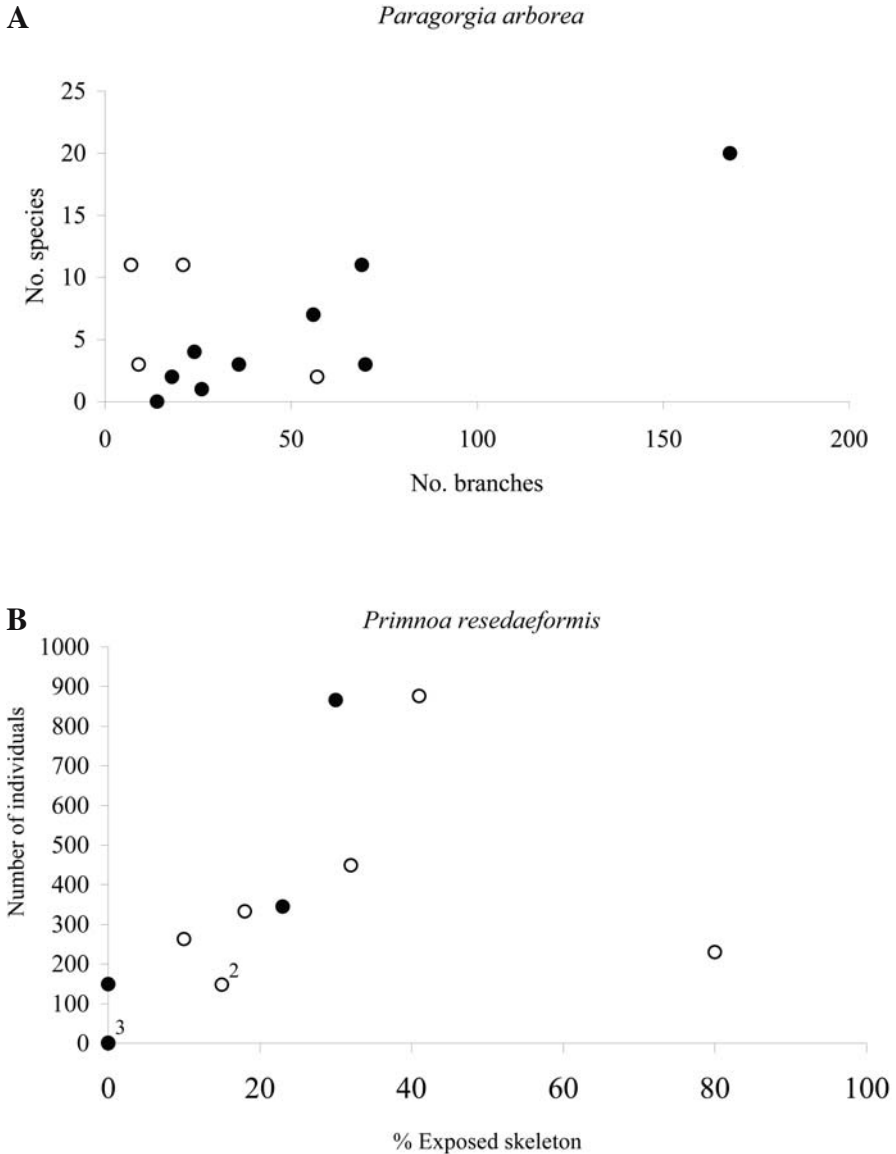 A
Paragorgia arborea
25
20
15
10
5
0
No. species
0 50 100 150 200
No. branches
B
Primnoa resedaeformis
1000
900
800
700
600
500
400
300
200
100
0
Number of individuals
2
3
0 20 40 60 80 100
% Exposed skeleton